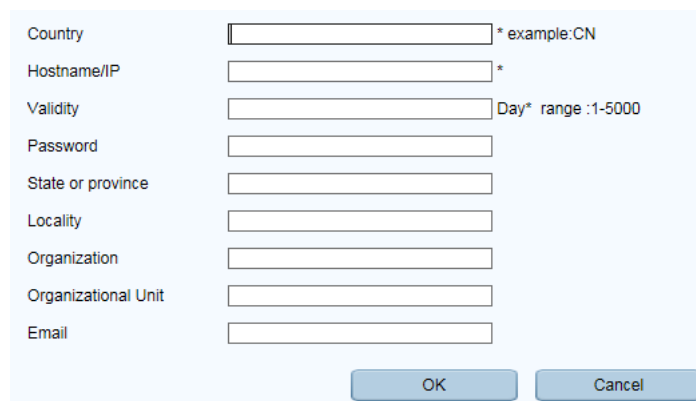 Country * example:CN
Hostname/IP *
Validity Day* range :1-5000
Password
State or province
Locality
Organization
Organizational Unit
Email
OK Cancel